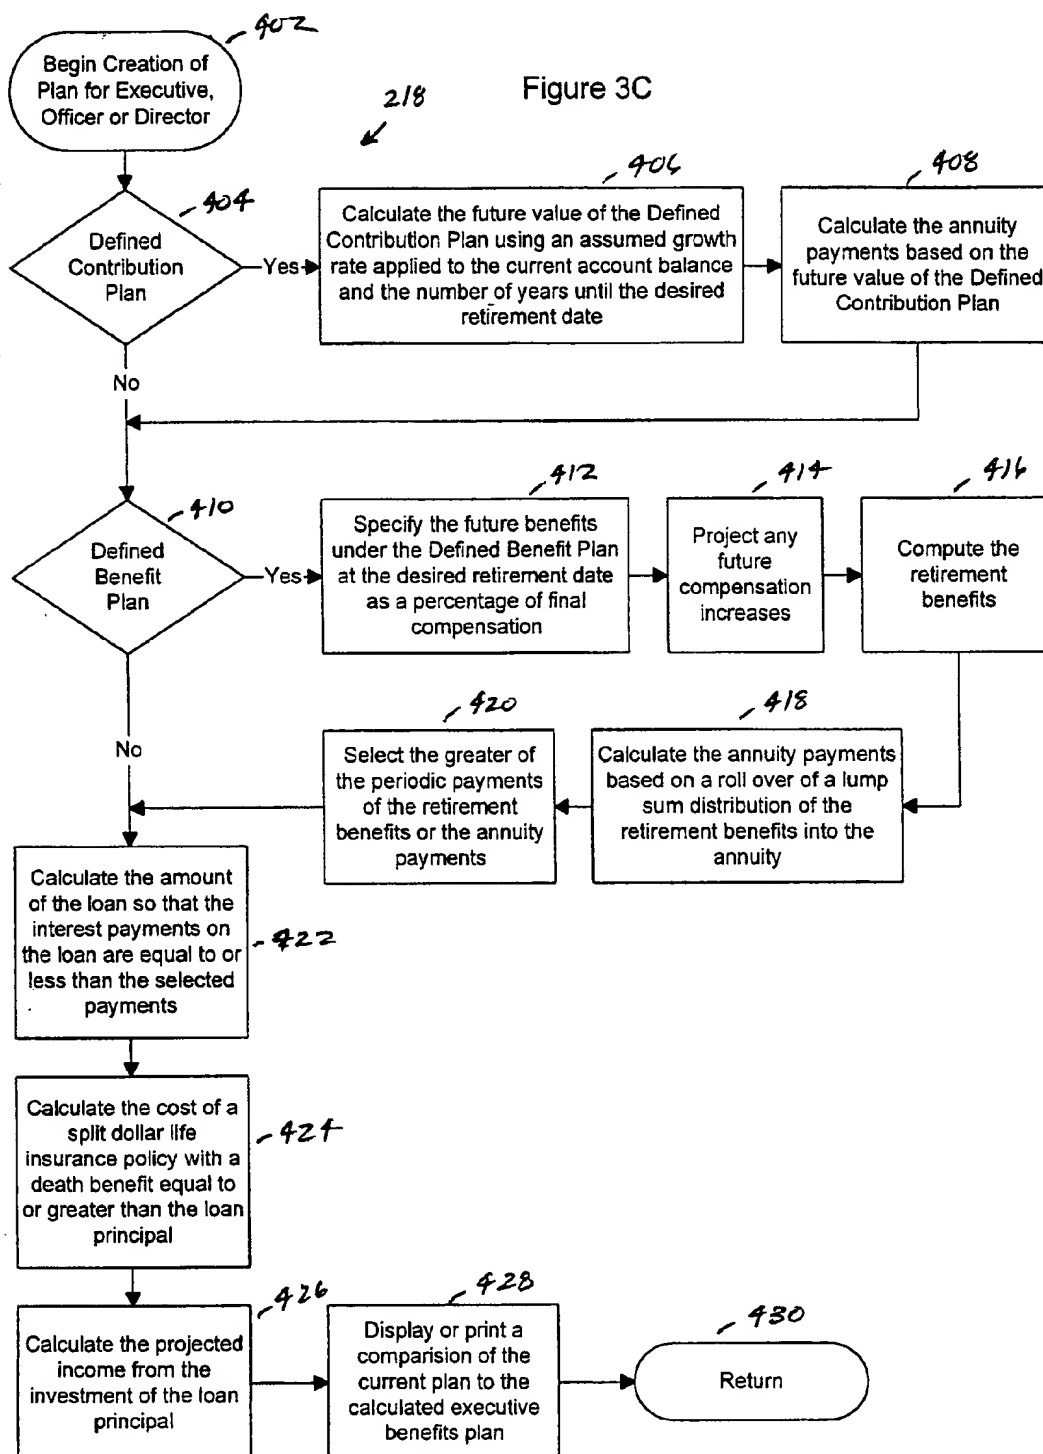 402
Begin Creation of
Plan for Executive,
Officer or Director
Figure 3C
218
404
Defined
Contribution
Plan
Yes
No
406
Calculate the future value of the Defined
Contribution Plan using an assumed growth
rate applied to the current account balance
and the number of years until the desired
retirement date
408
Calculate the annuity
payments based on the
future value of the Defined
Contribution Plan
410
Defined
Benefit
Plan
Yes
No
412
Specify the future benefits
under the Defined Benefit Plan
at the desired retirement date
as a percentage of final
compensation
414
Project any
future
compensation
increases
416
Compute the
retirement
benefits
418
Calculate the annuity payments
based on a roll over of a lump
sum distribution of the
retirement benefits into the
annuity
420
Select the greater of
the periodic payments
of the retirement
benefits or the annuity
payments
Calculate the amount
of the loan so that the
interest payments on
the loan are equal to or
less than the selected
payments
422
Calculate the cost of a
split dollar life
insurance policy with a
death benefit equal to
or greater than the loan
principal
424
426
Calculate the projected
income from the
investment of the loan
principal
428
Display or print a
comparision of the
current plan to the
calculated executive
benefits plan
430
Return